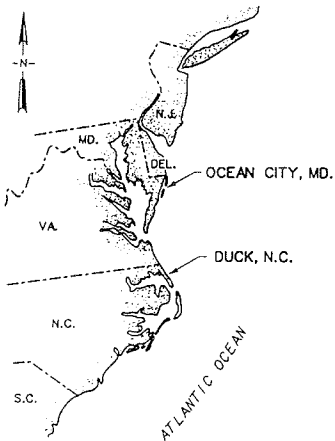 -N-
N.J.
MD.
DEL.
OCEAN CITY, MD.
VA.
DUCK, N.C.
N.C.
S.C.
ATLANTIC OCEAN